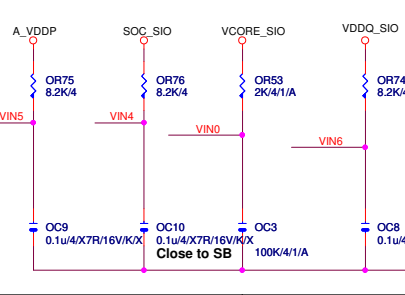 A_VDDP SOC_SIO VCORE_SIO VDDQ_SIO
OR75 OR76 OR53 OR74
8.2K/4 8.2K/4 2K/4/1/A 8.2K/4
VIN5 VIN4
VIN0
VIN6
OC9 OC10 OC3 OC8
0.1u/4/X7R/16V/K/X 0.1u/4/X7R/16V/K/X 0.1u/4
Close to SB 100K/4/1/A